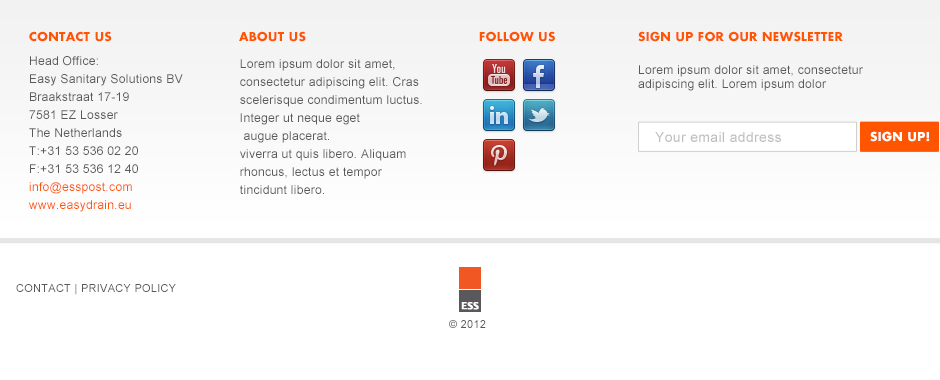 CONTACT US
Head Office:
Easy Sanitary Solutions BV
Braakstraat 17-19
7581 EZ Losser
The Netherlands
T:+31 53 536 02 20
F:+31 53 536 12 40
info@esspost.com
www.easydrain.eu
ABOUT US
Lorem ipsum dolor sit amet,
consectetur adipiscing elit. Cras
scelerisque condimentum luctus.
Integer ut neque eget
augue placerat.
viverra ut quis libero. Aliquam
rhoncus, lectus et tempor
tincidunt libero.
FOLLOW US
You
Tube
f
in
SIGN UP FOR OUR NEWSLETTER
Lorem ipsum dolor sit amet, consectetur
adipiscing elit. Lorem ipsum dolor
Your email address
SIGN UP!
CONTACT | PRIVACY POLICY
ESS
© 2012